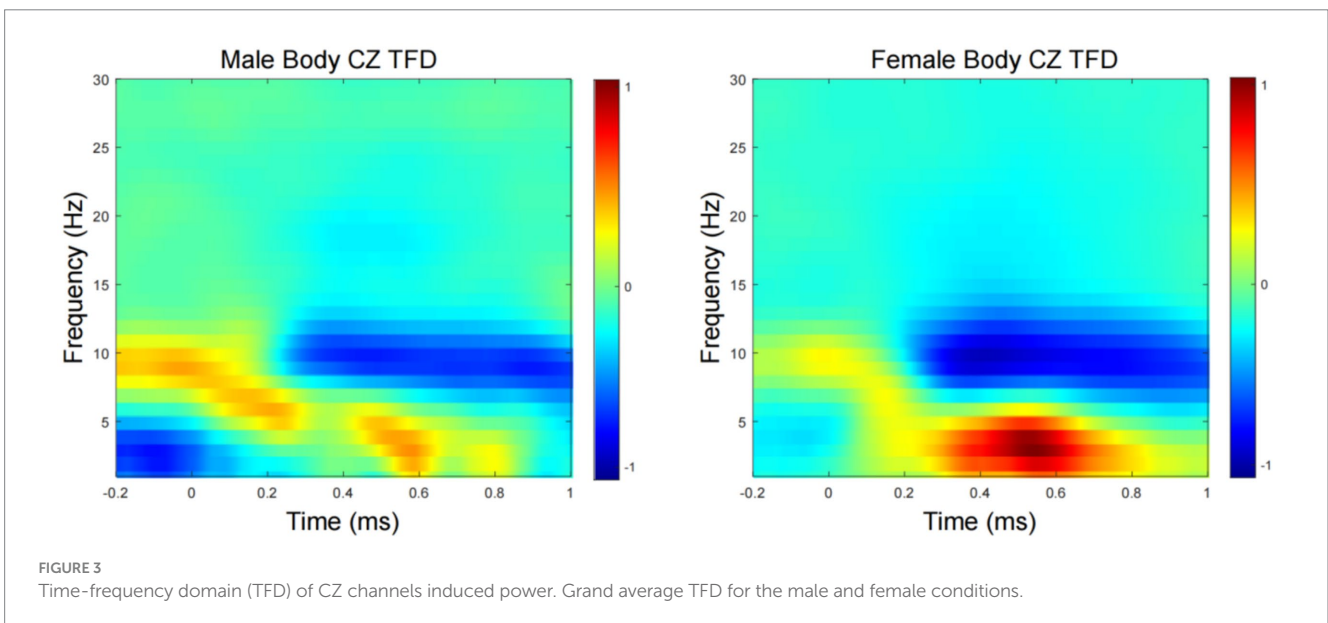 Male Body CZ TFD
Frequency (Hz)
30
25
20
15
10
5
-0.2 0 0.2 0.4 0.6 0.8 1
Time (ms)
1
0
-1
Female Body CZ TFD
Frequency (Hz)
30
25
20
15
10
5
-0.2 0 0.2 0.4 0.6 0.8 1
Time (ms)
1
0
-1
FIGURE 3
Time-frequency domain (TFD) of CZ channels induced power. Grand average TFD for the male and female conditions.